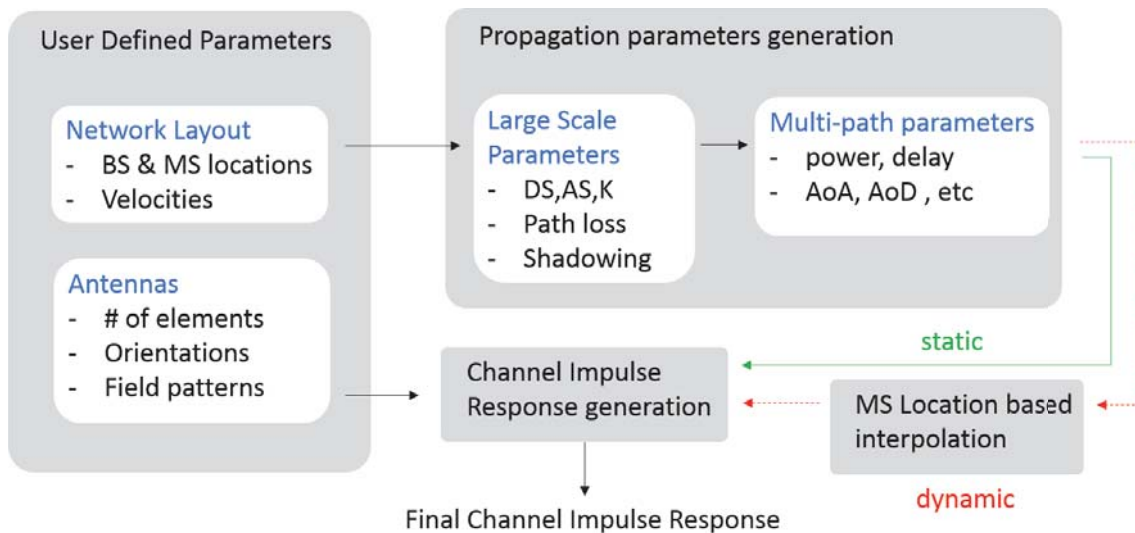 User Defined Parameters
Network Layout
- BS & MS locations
- Velocities
Antennas
- # of elements
- Orientations
- Field patterns
Propagation parameters generation
Large Scale
Parameters
- DS,AS,K
- Path loss
- Shadowing
Multi-path parameters
- power, delay
- AoA, AoD , etc
static
Channel Impulse
Response generation
MS Location based
interpolation
dynamic
Final Channel Impulse Response